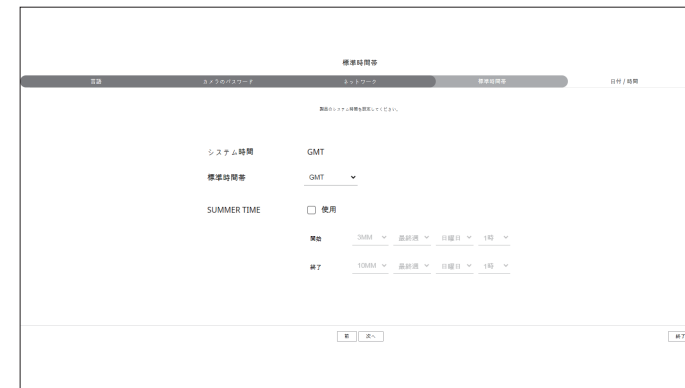 標準時間帯
言語 カメラのパスワード ネットワーク 標準時間帯 日付 / 時間
製品のシステム時間を設定してください。
システム時間 GMT
標準時間帯 GMT
SUMMER TIME 使用
開始 3MM 最終週 日曜日 1時
終了 10MM 最終週 日曜日 1時
前 次へ 終了